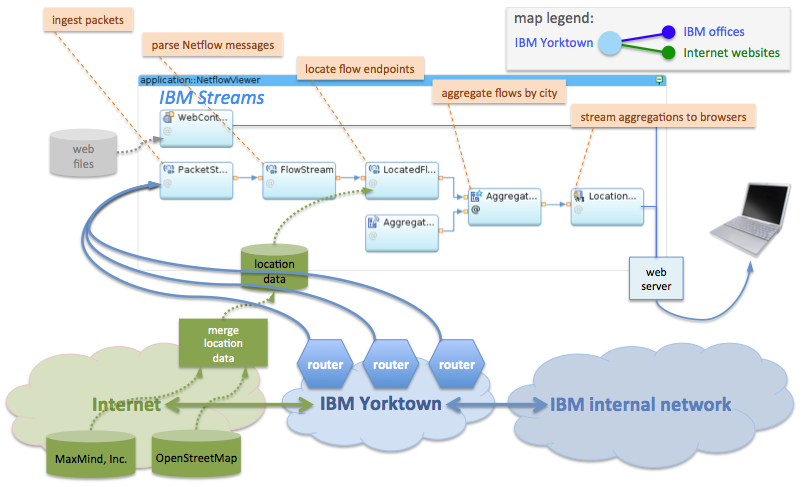 ingest packets
map legend:
IBM Yorktown
IBM offices
Internet websites
parse Netflow messages
locate flow endpoints
application::NetflowViewer
IBM Streams
aggregate flows by city
stream aggregations to browsers
WebCont...
@
web
files
PacketSt...
@
FlowStream
@
LocatedFl...
@
Aggregat...
@
Aggregat...
@
Location...
@
location
data
web
server
merge
location
data
router
router
router
Internet
IBM Yorktown
IBM internal network
MaxMind, Inc.
OpenStreetMap